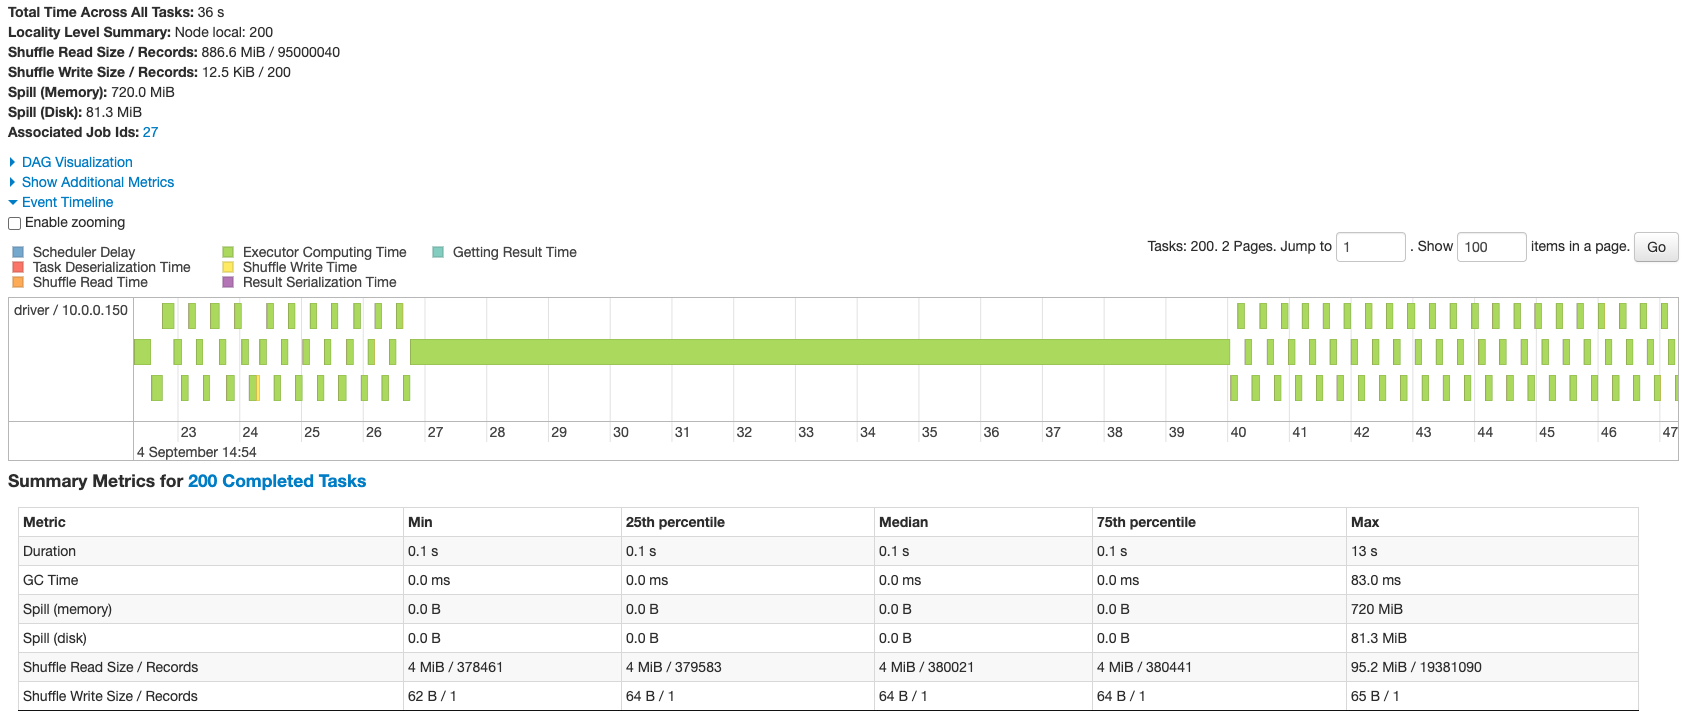 Total Time Across All Tasks: 36 s
Locality Level Summary: Node local: 200
Shuffle Read Size / Records: 886.6 MiB / 95000040
Shuffle Write Size / Records: 12.5 KiB / 200
Spill (Memory): 720.0 MiB
Spill (Disk): 81.3 MiB
Associated Job Ids: 27
DAG Visualization
Show Additional Metrics
Event Timeline
Enable zooming
Scheduler Delay Executor Computing Time Getting Result Time
Task Deserialization Time Shuffle Write Time
Shuffle Read Time Result Serialization Time
Tasks: 200. 2 Pages. Jump to 1 . Show 100 items in a page. Go
driver / 10.0.0.150
23 24 25 26 27 28 29 30 31 32 33 34 35 36 37 38 39 40 41 42 43 44 45 46 47
4 September 14:54
Summary Metrics for 200 Completed Tasks
Metric Min 25th percentile Median 75th percentile Max
Duration 0.1 s 0.1 s 0.1 s 0.1 s 13 s
GC Time 0.0 ms 0.0 ms 0.0 ms 0.0 ms 83.0 ms
Spill (memory) 0.0 B 0.0 B 0.0 B 0.0 B 720 MiB
Spill (disk) 0.0 B 0.0 B 0.0 B 0.0 B 81.3 MiB
Shuffle Read Size / Records 4 MiB / 378461 4 MiB / 379583 4 MiB / 380021 4 MiB / 380441 95.2 MiB / 19381090
Shuffle Write Size / Records 62 B / 1 64 B / 1 64 B / 1 64 B / 1 65 B / 1